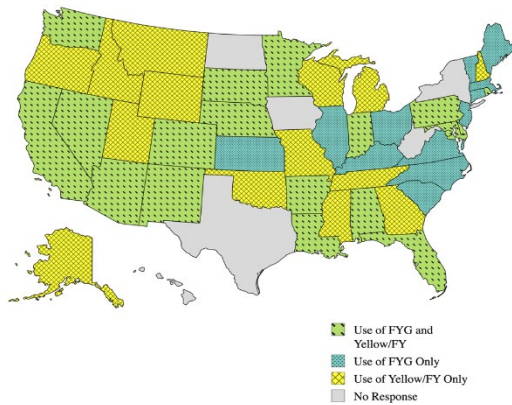 Use of FYG and
Yellow/FY
Use of FYG Only
Use of Yellow/FY Only
No Response